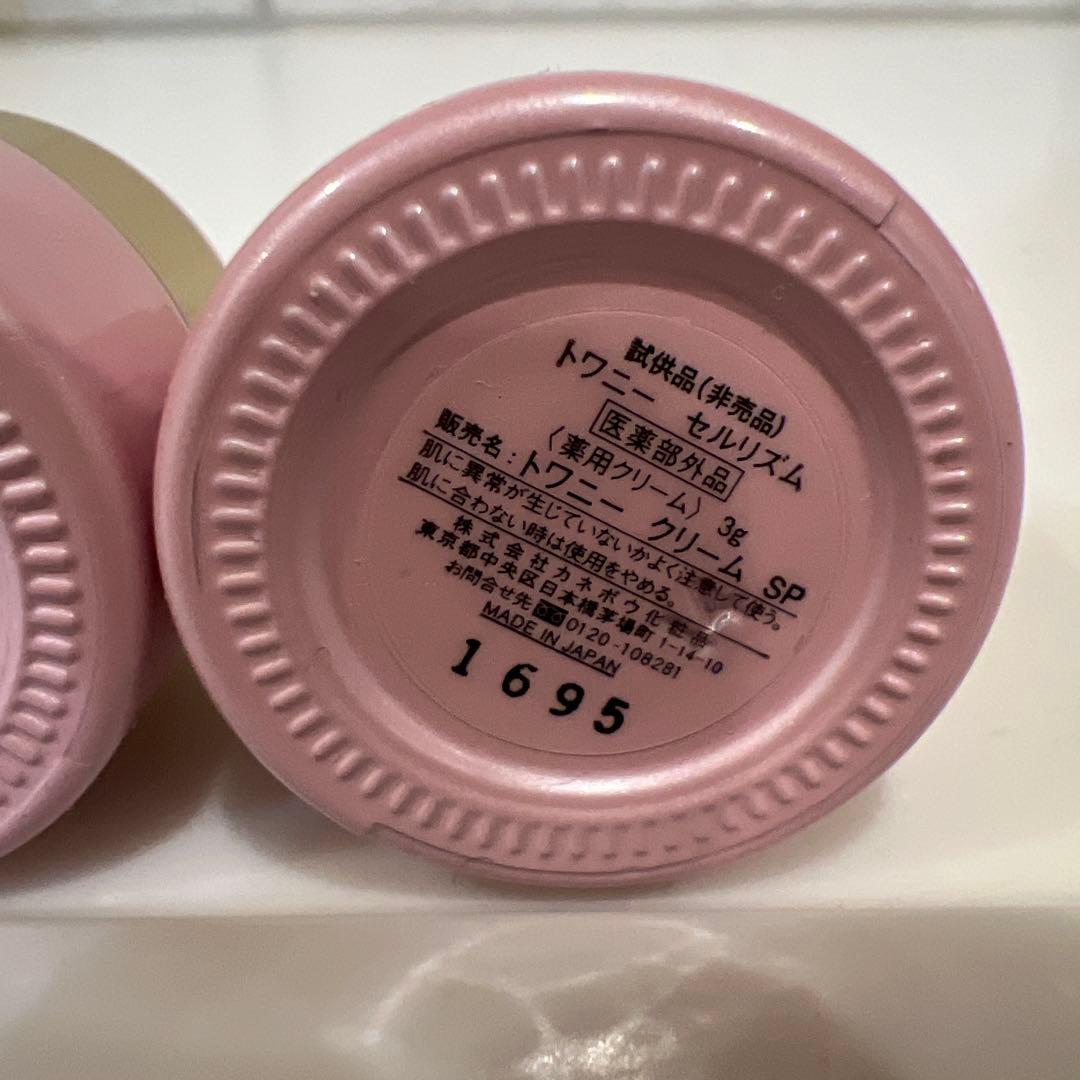 試供品(非売品)
トワニー セルリズム
医薬部外品
〈薬用クリーム〉 3g
販売名:トワニー クリーム SP
肌に異常が生じていないかよく注意して使う。
肌に合わない時は使用をやめる。
株式会社カネボウ化粧品
東京都中央区日本橋茅場町 1-14-10
お問合せ先 0120-108281
MADE IN JAPAN
1695